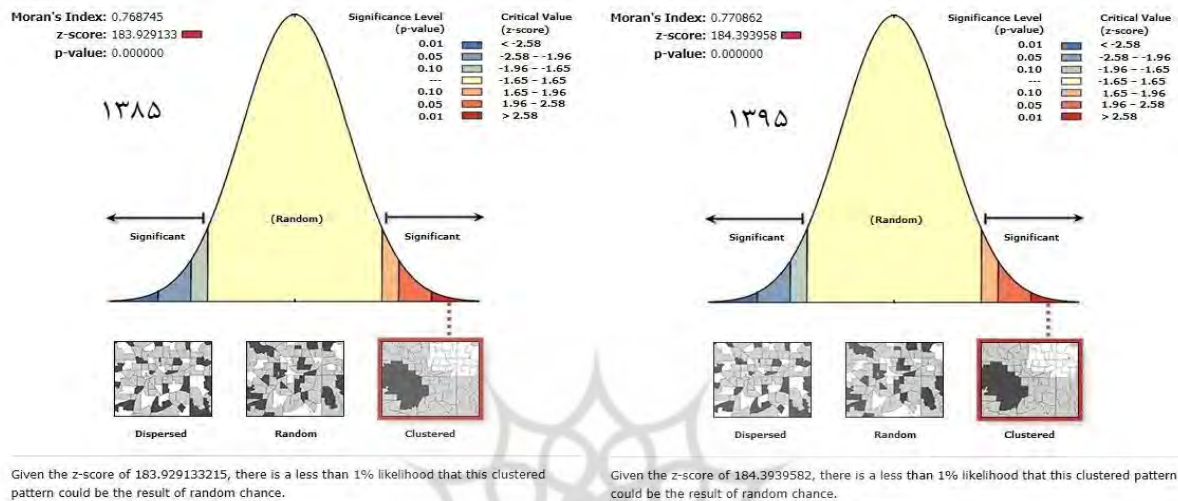 Moran's Index: 0.768745
z-score: 183.929133
p-value: 0.000000
۱۳۸۵
Significance Level (p-value)
Critical Value (z-score)
0.01 < -2.58
0.05 -2.58 – -1.96
0.10 -1.96 – -1.65
--- -1.65 – 1.65
0.10 1.65 – 1.96
0.05 1.96 – 2.58
0.01 > 2.58
(Random)
Significant
Significant
Dispersed
Random
Clustered
Given the z-score of 183.929133215, there is a less than 1% likelihood that this clustered
pattern could be the result of random chance.
Moran's Index: 0.770862
z-score: 184.393958
p-value: 0.000000
۱۳۹۵
Significance Level (p-value)
Critical Value (z-score)
0.01 < -2.58
0.05 -2.58 – -1.96
0.10 -1.96 – -1.65
--- -1.65 – 1.65
0.10 1.65 – 1.96
0.05 1.96 – 2.58
0.01 > 2.58
(Random)
Significant
Significant
Dispersed
Random
Clustered
Given the z-score of 184.3939582, there is a less than 1% likelihood that this clustered pattern
could be the result of random chance.